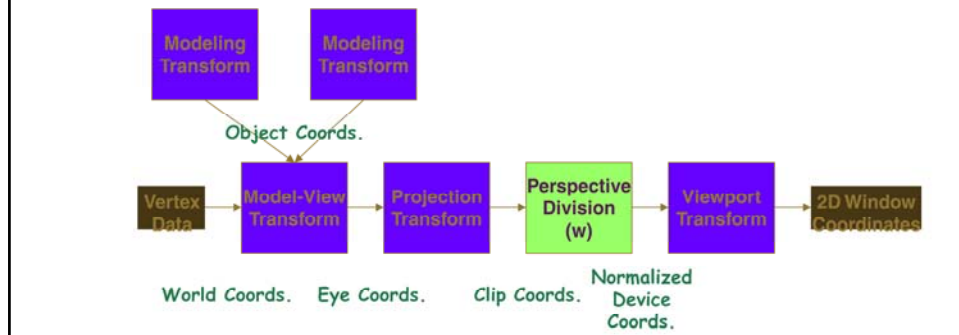 Modeling
Transform
Modeling
Transform
Object Coords.
Vertex
Data
Model-View
Transform
Projection
Transform
Perspective
Division
(w)
Viewport
Transform
2D Window
Coordinates
World Coords.
Eye Coords.
Clip Coords.
Normalized
Device
Coords.